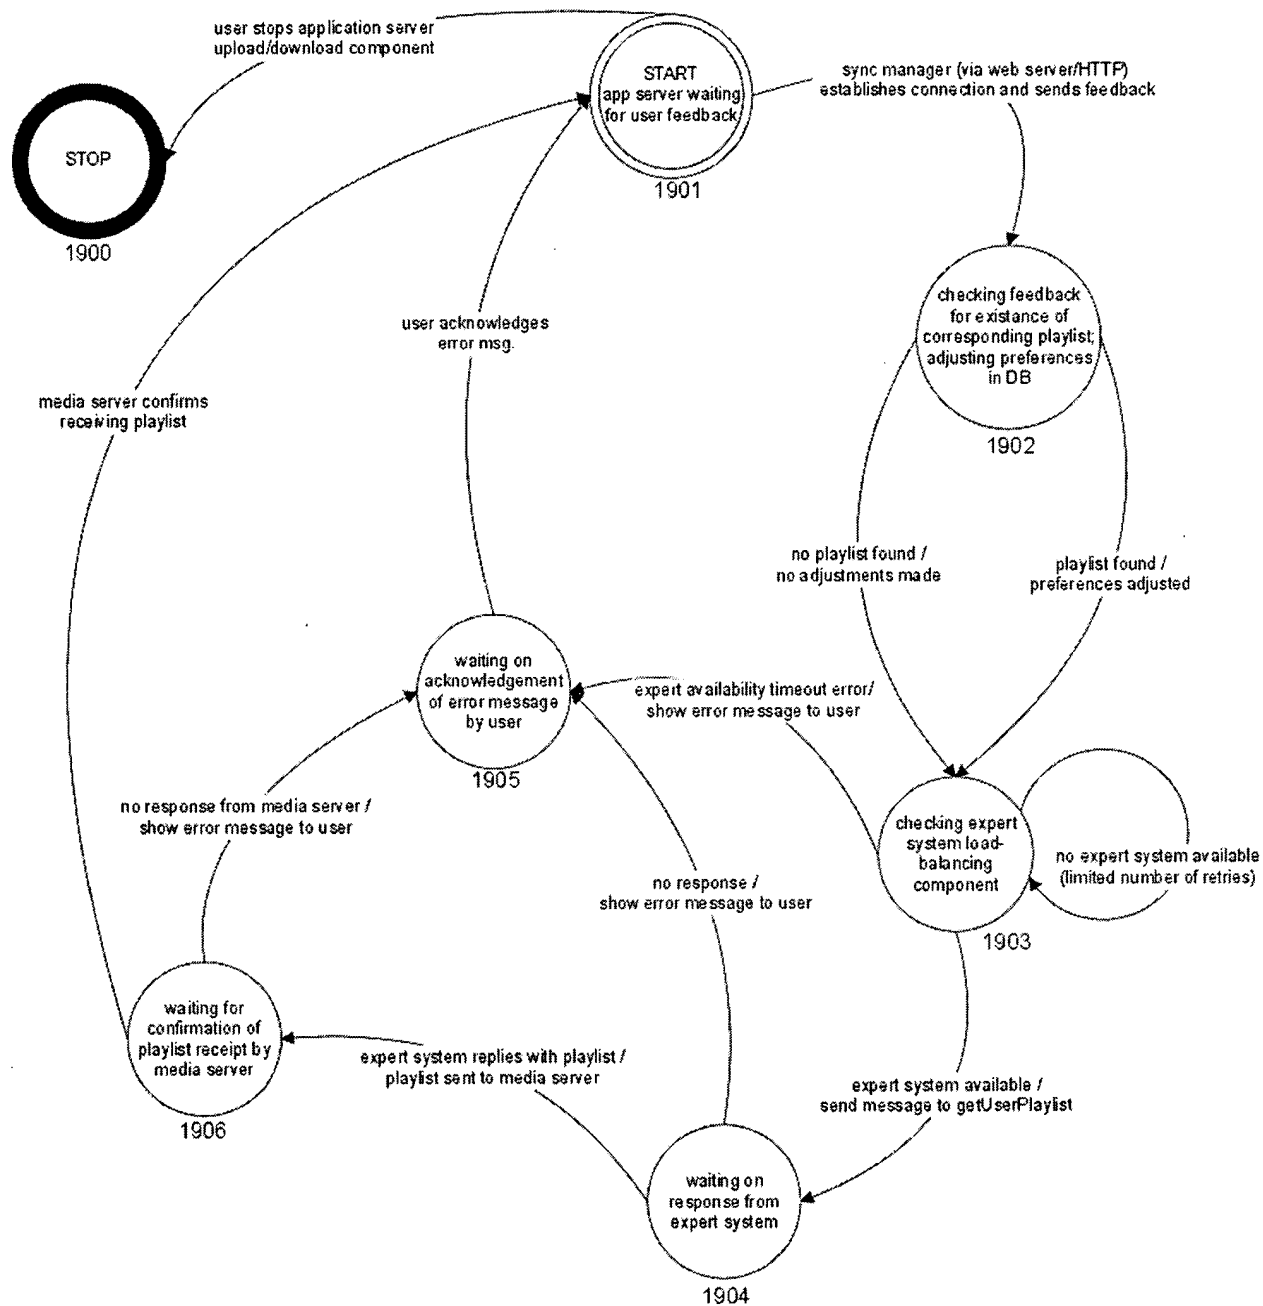 user stops application server
upload/download component
START
app server waiting
for user feedback
1901
sync manager (via web server/HTTP)
establishes connection and sends feedback
STOP
1900
checking feedback
for existance of
corresponding playlist;
adjusting preferences
in DB
1902
user acknowledges
error msg.
media server confirms
receiving playlist
no playlist found /
no adjustments made
playlist found /
preferences adjusted
waiting on
acknowledgement
of error message
by user
1905
expert availability timeout error/
show error message to user
no response from media server /
show error message to user
checking expert
system load-
balancing
component
1903
no expert system available
(limited number of retries)
no response /
show error message to user
waiting for
confirmation of
playlist receipt by
media server
1906
expert system replies with playlist /
playlist sent to media server
expert system available /
send message to getUserPlaylist
waiting on
response from
expert system
1904